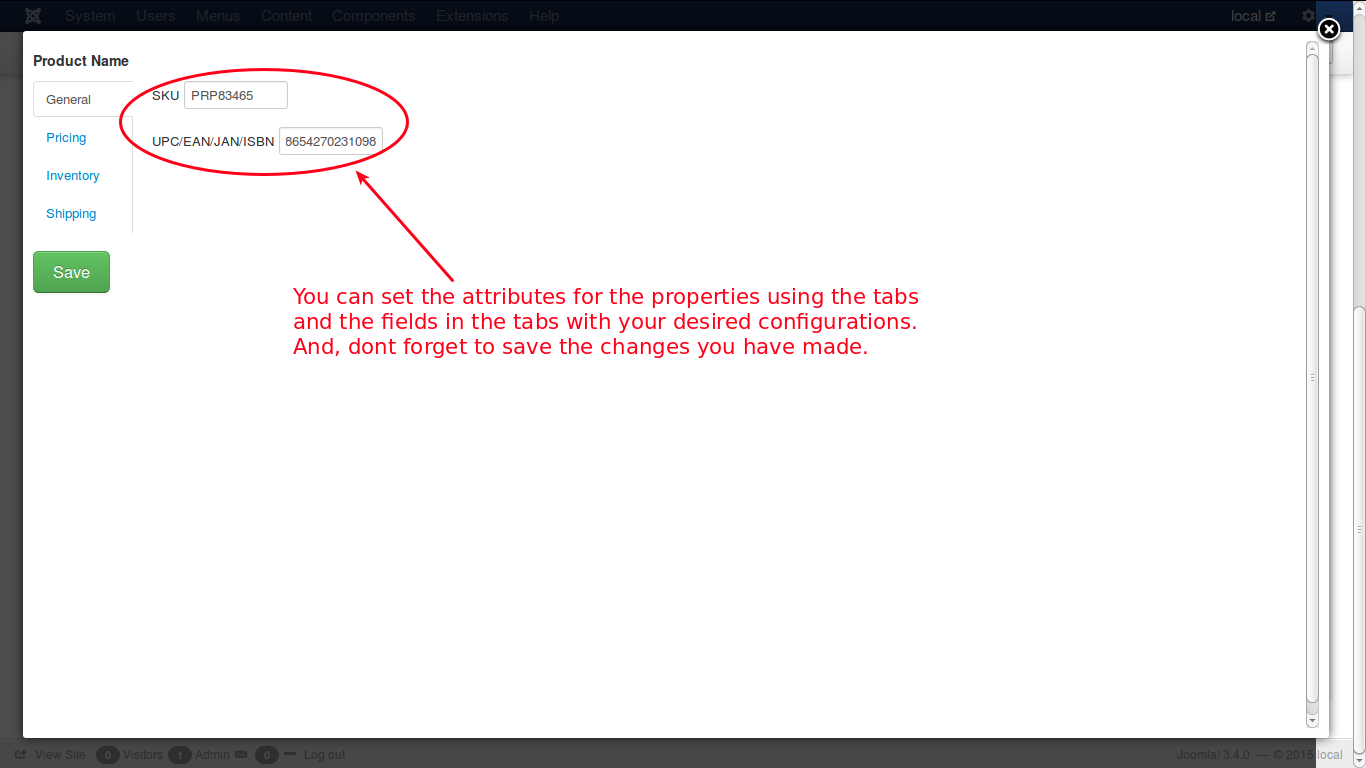 System Users Menus Content Components Extensions Help local
Product Name
General
SKU PRP83465
Pricing
UPC/EAN/JAN/ISBN 8654270231098
Inventory
Shipping
Save
You can set the attributes for the properties using the tabs
and the fields in the tabs with your desired configurations.
And, dont forget to save the changes you have made.
View Site 0 Visitors 1 Admin 0 Log out Joomla! 3.4.0 — © 2015 local